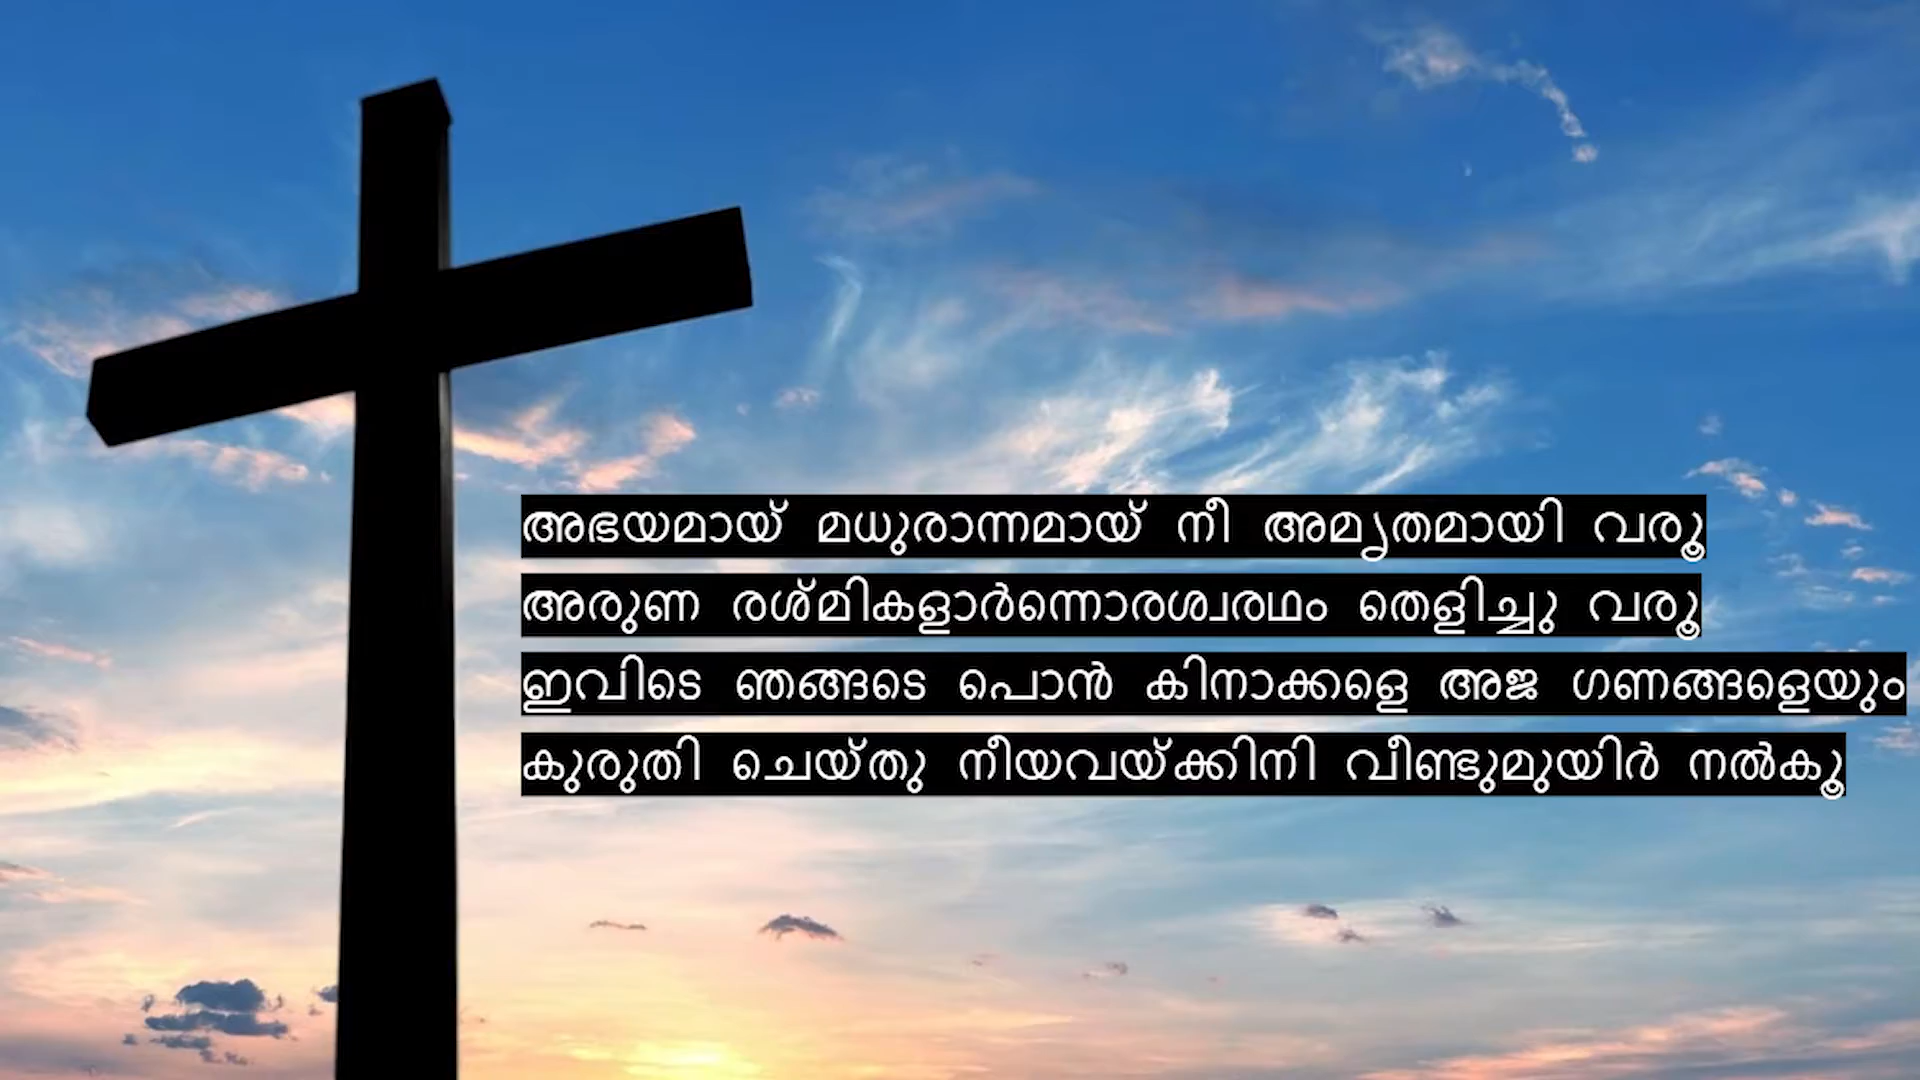 അഭയമായ് മധുരാന്നമായ് നീ അമൃതമായി വരൂ
അരുണ രശ്മികളാർന്നൊരശ്വരഥം തെളിച്ചു വരൂ
ഇവിടെ ഞങ്ങടെ പൊൻ കിനാക്കളെ അജ ഗണങ്ങളെയും
കുരുതി ചെയ്തു നീയവയ്ക്കിനി വീണ്ടുമുയിർ നൽകൂ